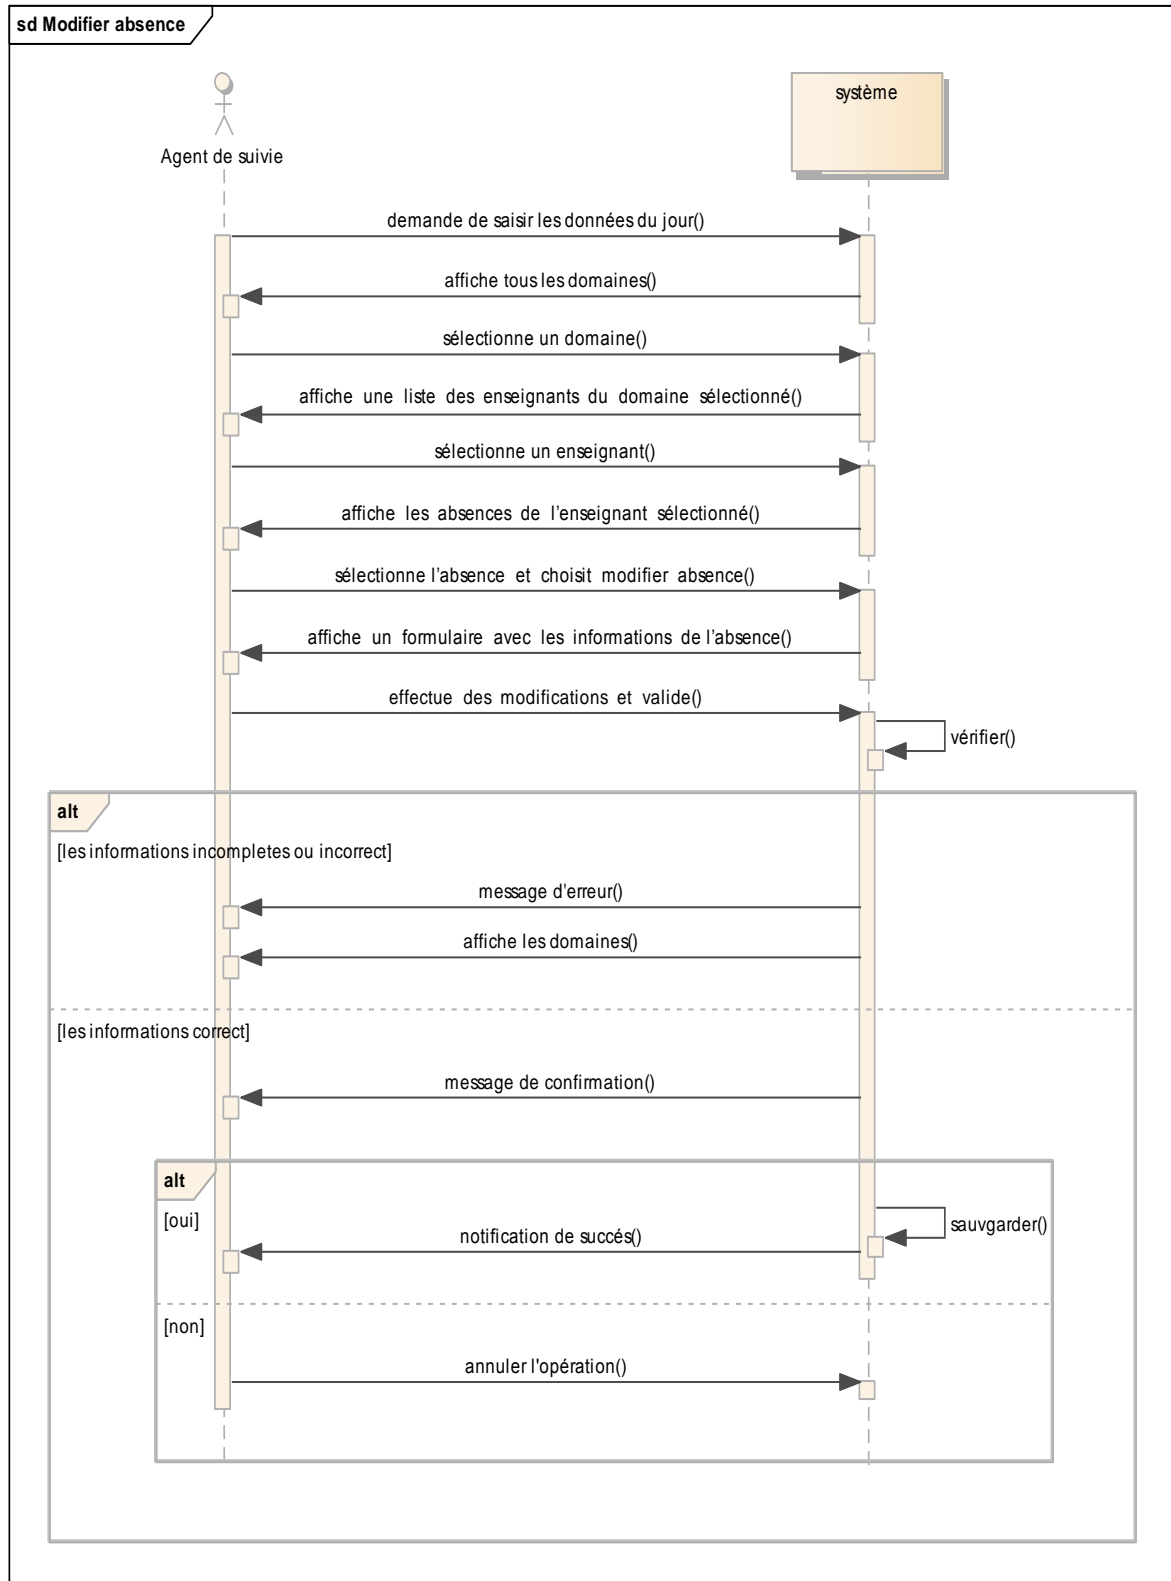 sd Modifier absence
système
Agent de suivie
demande de saisir les données du jour()
affiche tous les domaines()
sélectionne un domaine()
affiche une liste des enseignants du domaine sélectionné()
sélectionne un enseignant()
affiche les absences de l'enseignant sélectionné()
sélectionne l'absence et choisit modifier absence()
affiche un formulaire avec les informations de l'absence()
effectue des modifications et valide()
vérifier()
alt
[les informations incompletes ou incorrect]
message d'erreur()
affiche les domaines()
[les informations correct]
message de confirmation()
alt
[oui]
sauvgarder()
notification de succés()
[non]
annuler l'opération()